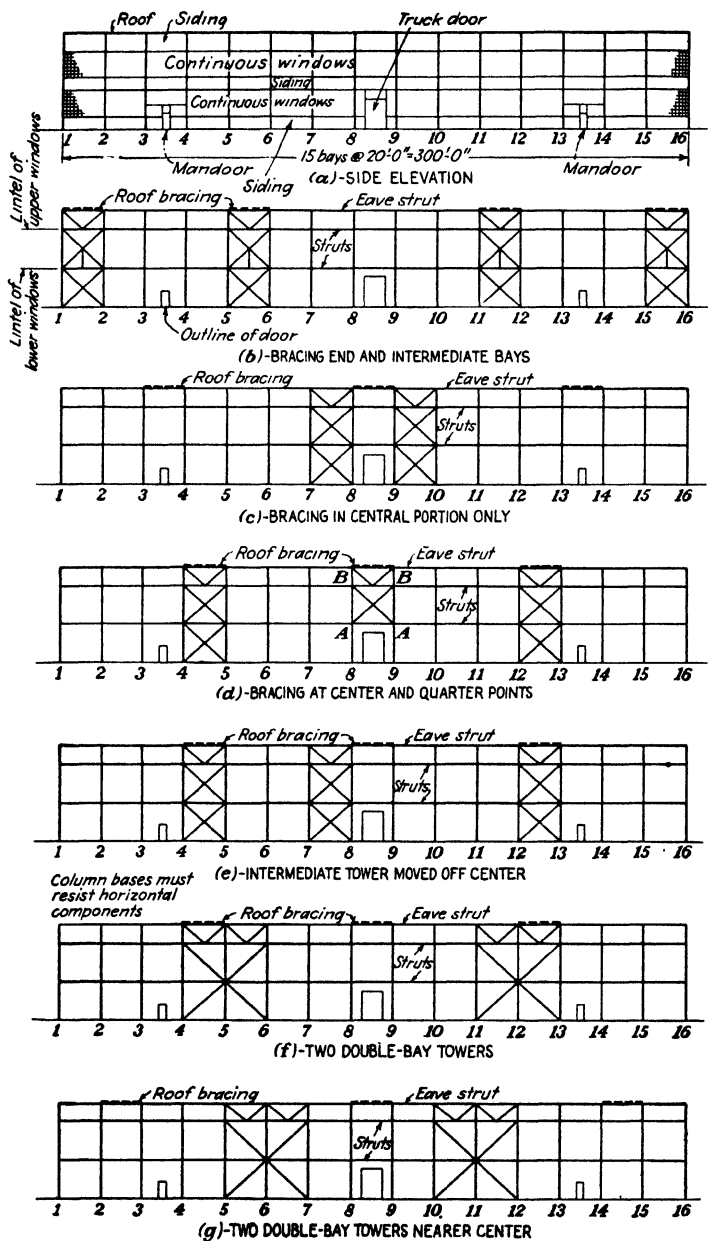 Roof Siding Truck door
Continuous windows
Siding
Continuous windows
1 2 3 4 5 6 7 8 9 10 11 12 13 14 15 16
15 bays @ 20'-0"=300'-0"
Mandoor Siding Mandoor
(a)-SIDE ELEVATION
Lintel of
upper windows
Roof bracing Eave strut
Struts
Lintel of
lower windows
1 2 3 4 5 6 7 8 9 10 11 12 13 14 15 16
Outline of door
(b)-BRACING END AND INTERMEDIATE BAYS
Roof bracing Eave strut
Struts
1 2 3 4 5 6 7 8 9 10 11 12 13 14 15 16
(c)-BRACING IN CENTRAL PORTION ONLY
Roof bracing Eave strut
B B
Struts
A A
1 2 3 4 5 6 7 8 9 10 11 12 13 14 15 16
(d)-BRACING AT CENTER AND QUARTER POINTS
Roof bracing Eave strut
Struts
1 2 3 4 5 6 7 8 9 10 11 12 13 14 15 16
(e)-INTERMEDIATE TOWER MOVED OFF CENTER
Column bases must
resist horizontal
components
Roof bracing Eave strut
Struts
1 2 3 4 5 6 7 8 9 10 11 12 13 14 15 16
(f)-TWO DOUBLE-BAY TOWERS
Roof bracing Eave strut
Struts
1 2 3 4 5 6 7 8 9 10 11 12 13 14 15 16
(g)-TWO DOUBLE-BAY TOWERS NEARER CENTER